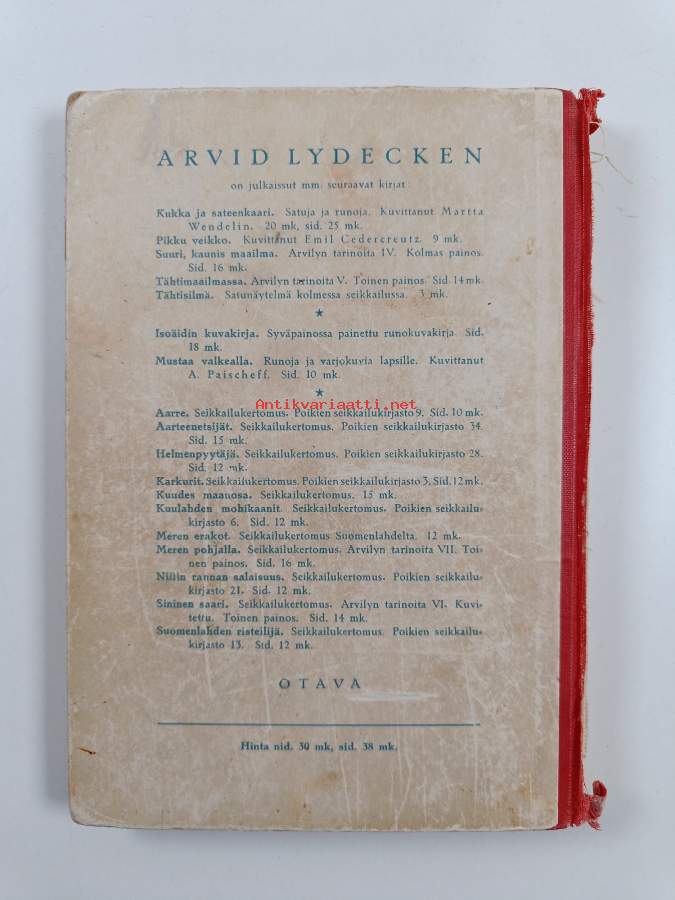 ARVID LYDECKEN
on julkaissut mm. seuraavat kirjat:
Kukka ja sateenkaari. Satuja ja runoja. Kuvittanut Martta
Wendelin. 20 mk, sid. 25 mk.
Pikku veikko. Kuvittanut Emil Cedercreutz. 9 mk.
Suuri, kaunis maailma. Arvilyn tarinoita IV. Kolmas painos.
Sid. 16 mk.
Tähtimaailmassa. Arvilyn tarinoita V. Toinen painos. Sid. 14 mk.
Tähtisilmä. Satunäytelmä kolmessa seikkailussa. 3 mk.
★
Isoäidin kuvakirja. Syväpainossa painettu runokuvakirja. Sid.
18 mk.
Mustaa valkealla. Runoja ja varjokuvia lapsille. Kuvittanut
A. Paischeff. Sid. 10 mk.
★
Antikvariaatti.net
Aarre. Seikkailukertomus. Poikien seikkailukirjasto 9. Sid. 10 mk.
Aarteenetsijät. Seikkailukertomus. Poikien seikkailukirjasto 34.
Sid. 15 mk.
Helmenpyytäjä. Seikkailukertomus. Poikien seikkailukirjasto 28.
Sid. 12 mk.
Karkurit. Seikkailukertomus. Poikien seikkailukirjasto 3. Sid. 12 mk.
Kuudes maanosa. Seikkailukertomus. 15 mk.
Kuulahden mohikaanit. Seikkailukertomus. Poikien seikkailu-
kirjasto 6. Sid. 12 mk.
Meren erakot. Seikkailukertomus Suomenlahdelta. 12 mk.
Meren pohjalla. Seikkailukertomus. Arvilyn tarinoita VII. Toi-
nen painos. Sid. 16 mk.
Niilin rannan salaisuus. Seikkailukertomus. Poikien seikkailu-
kirjasto 21. Sid. 12 mk.
Sininen saari. Seikkailukertomus. Arvilyn tarinoita VI. Kuvi-
tettu. Toinen painos. Sid. 14 mk.
Suomenlahden risteilijä. Seikkailukertomus. Poikien seikkailu-
kirjasto 13. Sid. 12 mk.
OTAVA
Hinta nid. 30 mk, sid. 38 mk.